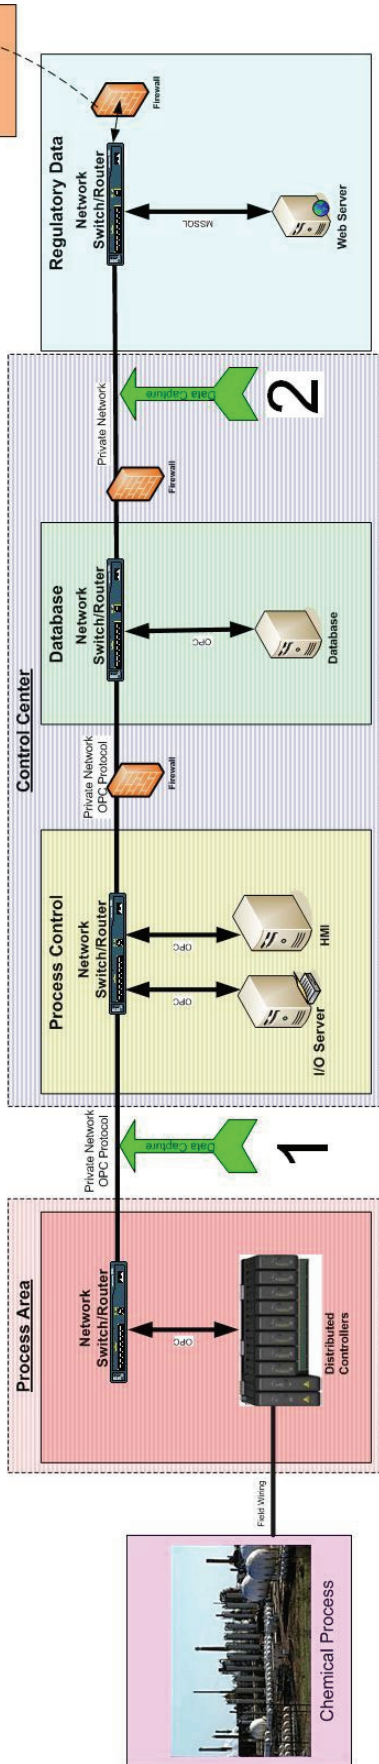 Chemical Process
Field Wiring
Process Area
Network
Switch/Router
OPC
Distributed
Controllers
Private Network
OPC Protocol
Data Capture
1
Control Center
Process Control
Network
Switch/Router
OPC
OPC
I/O Server
HMI
Private Network
OPC Protocol
Firewall
Database
Network
Switch/Router
OPC
Database
Firewall
Private Network
Data Capture
2
Regulatory Data
Network
Switch/Router
MSSQL
Web Server
Firewall